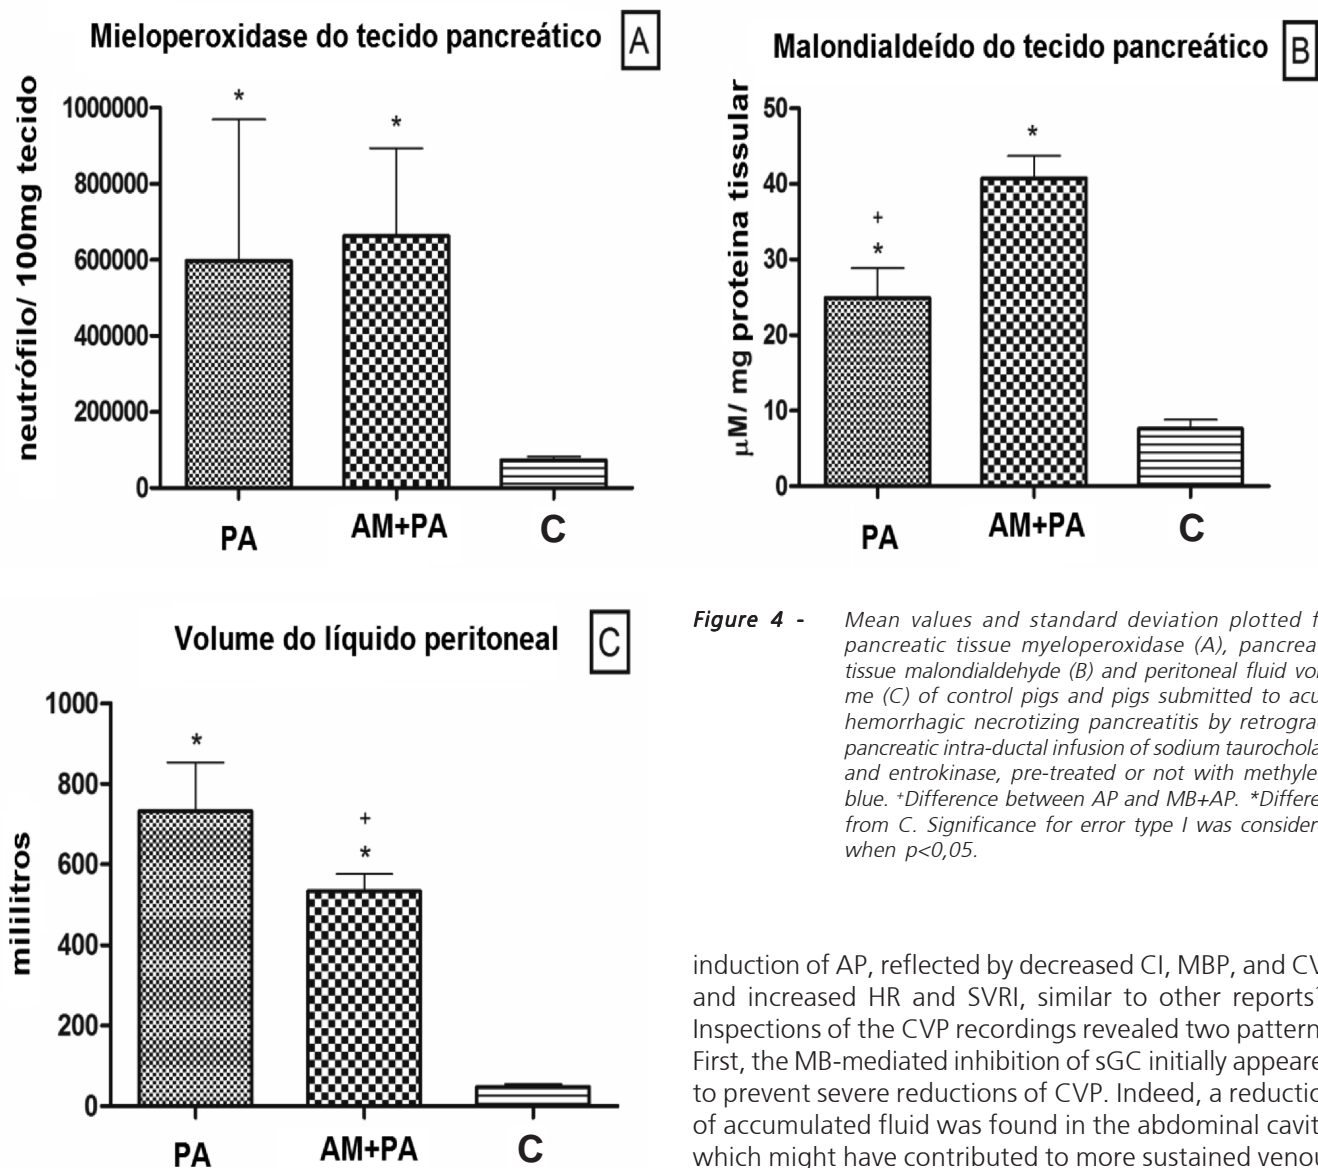 Mieloperoxidase do tecido pancreático
A
neutrófilo/ 100mg tecido
1000000
800000
600000
400000
200000
0
*
*
PA
AM+PA
C
Malondialdeído do tecido pancreático
B
µM/ mg proteina tissular
50
40
30
20
10
0
+
*
*
PA
AM+PA
C
Volume do líquido peritoneal
C
mililitros
1000
800
600
400
200
0
*
+
*
PA
AM+PA
C
Figure 4 - Mean values and standard deviation plotted f
pancreatic tissue myeloperoxidase (A), pancrea
tissue malondialdehyde (B) and peritoneal fluid vol
me (C) of control pigs and pigs submitted to acu
hemorrhagic necrotizing pancreatitis by retrogra
pancreatic intra-ductal infusion of sodium taurochola
and entrokinase, pre-treated or not with methyle
blue. +Difference between AP and MB+AP. *Differe
from C. Significance for error type I was consider
when p<0,05.
induction of AP, reflected by decreased CI, MBP, and CV
and increased HR and SVRI, similar to other reports
Inspections of the CVP recordings revealed two pattern
First, the MB-mediated inhibition of sGC initially appeare
to prevent severe reductions of CVP. Indeed, a reductio
of accumulated fluid was found in the abdominal cavit
which might have contributed to more sustained venou